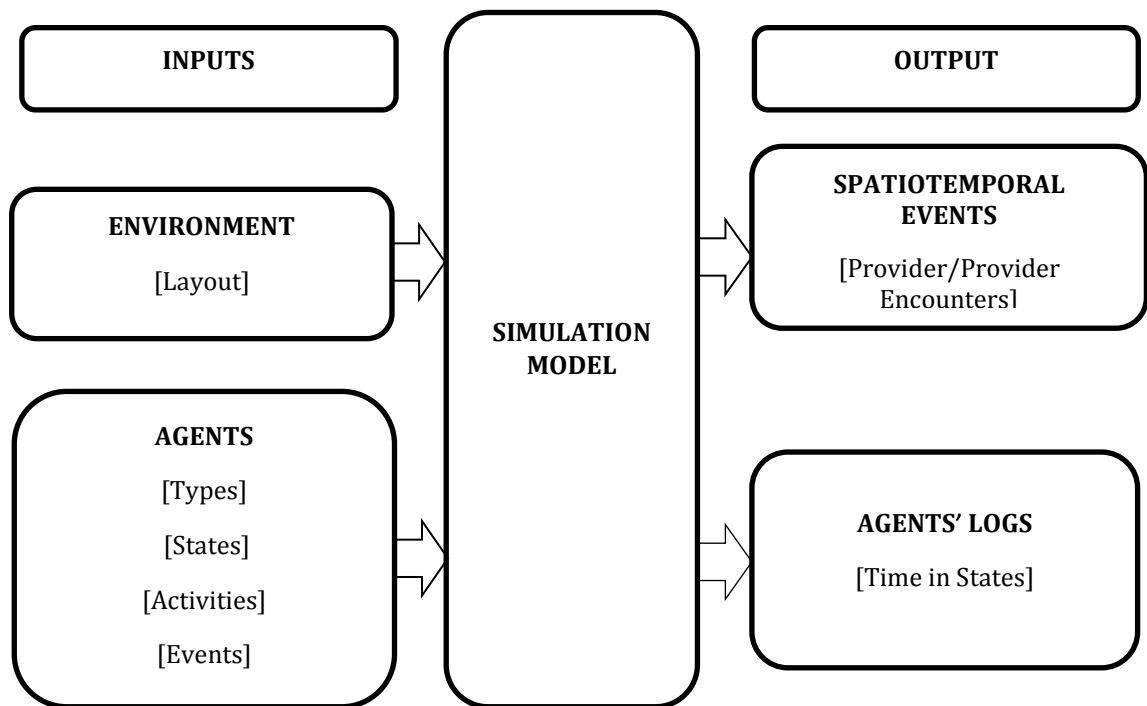 INPUTS
ENVIRONMENT
[Layout]
AGENTS
[Types]
[States]
[Activities]
[Events]
SIMULATION
MODEL
OUTPUT
SPATIOTEMPORAL
EVENTS
[Provider/Provider
Encounters]
AGENTS’ LOGS
[Time in States]